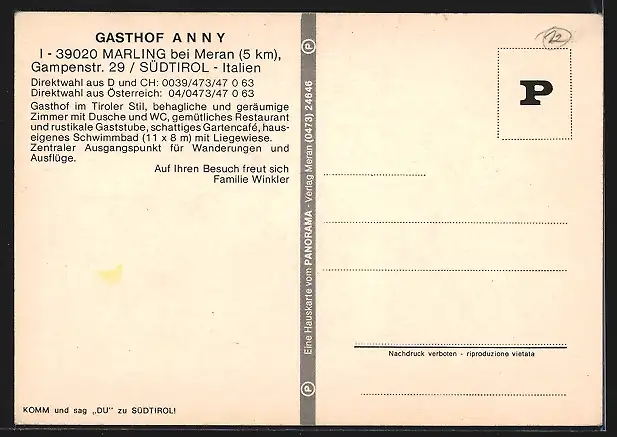 GASTHOF ANNY
I - 39020 MARLING bei Meran (5 km),
Gampenstr. 29 / SÜDTIROL - Italien
Direktwahl aus D und CH: 0039/473/47 0 63
Direktwahl aus Österreich: 04/0473/47 0 63
Gasthof im Tiroler Stil, behagliche und geräumige
Zimmer mit Dusche und WC, gemütliches Restaurant
und rustikale Gaststube, schattiges Gartencafé, haus-
eigenes Schwimmbad (11 x 8 m) mit Liegewiese.
Zentraler Ausgangspunkt für Wanderungen und
Ausflüge.
Auf Ihren Besuch freut sich
Familie Winkler
KOMM und sag „DU" zu SÜDTIROL!
P Eine Hauskarte vom PANORAMA - Verlag Meran (0473) 24646 P
22
P
Nachdruck verboten - riproduzione vietata